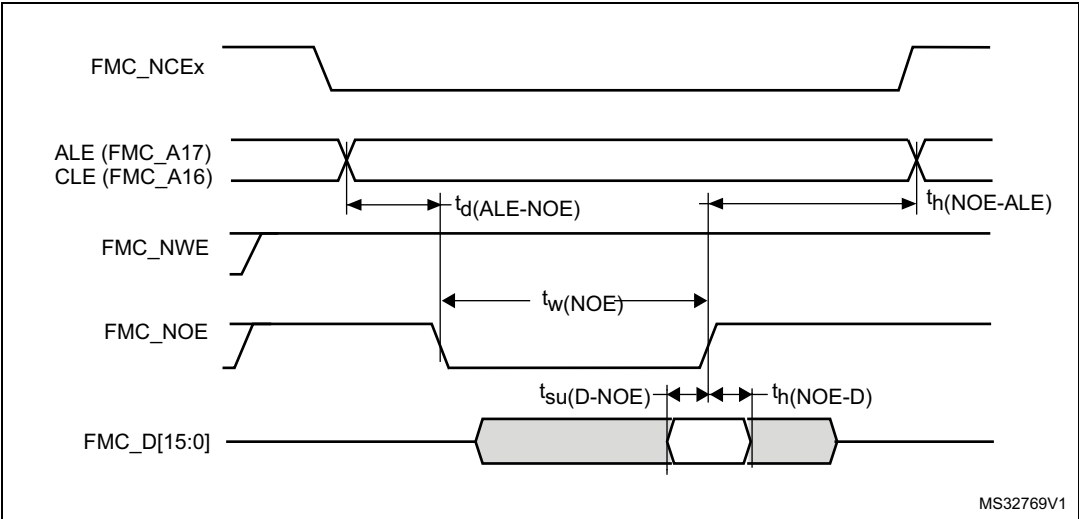 FMC_NCEx
ALE (FMC_A17)
CLE (FMC_A16)
td(ALE-NOE)
th(NOE-ALE)
FMC_NWE
tw(NOE)
FMC_NOE
tsu(D-NOE)
th(NOE-D)
FMC_D[15:0]
MS32769V1